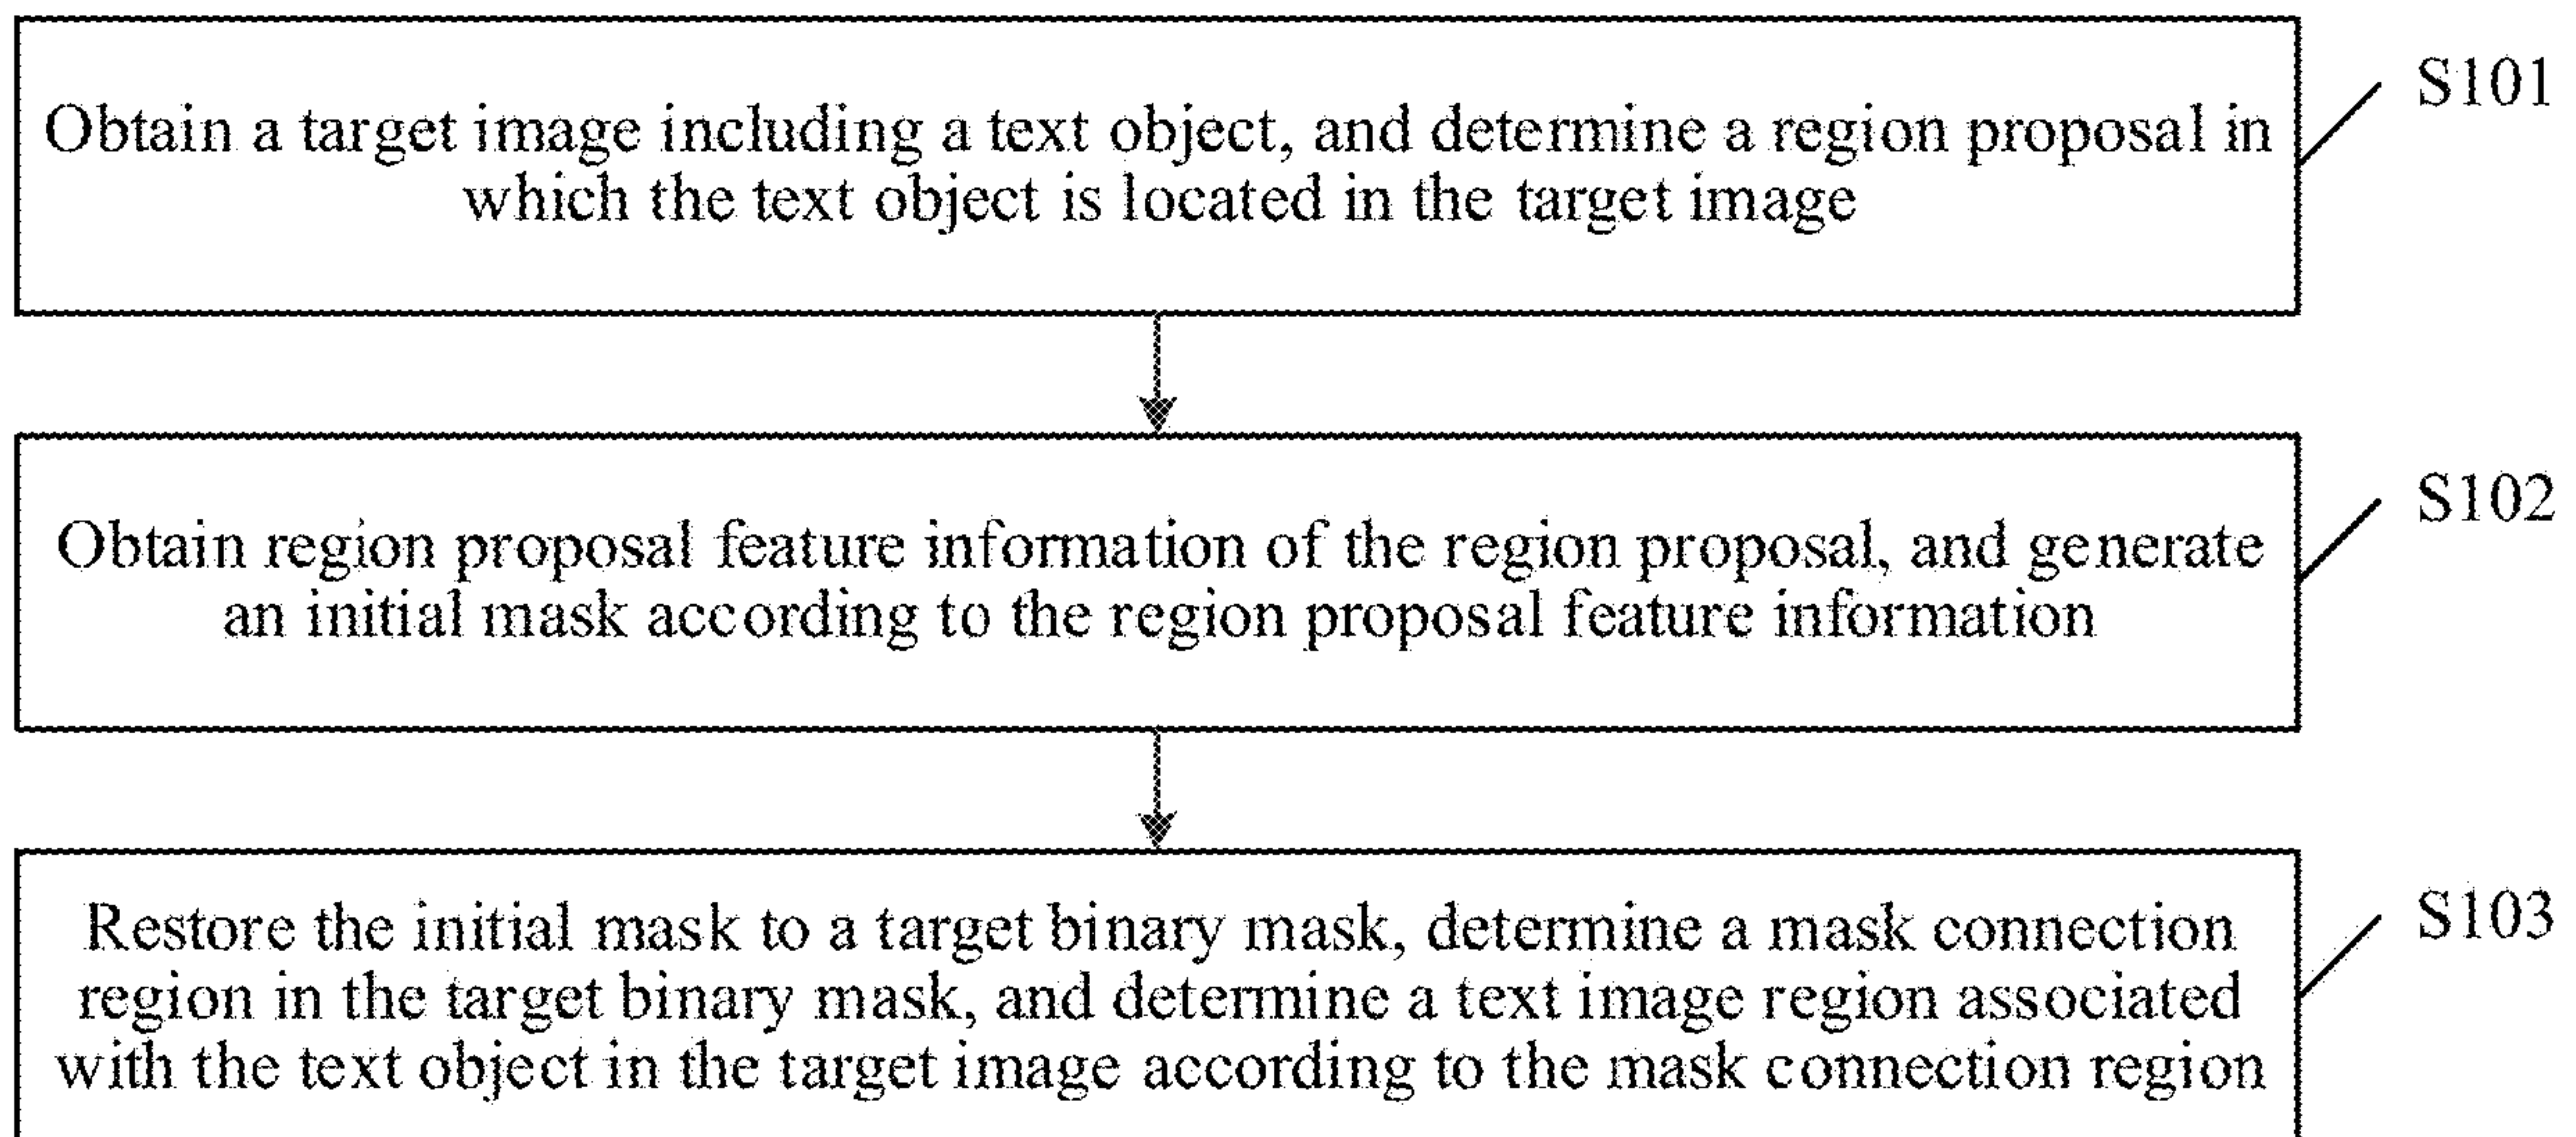 Obtain a target image including a text object, and determine a region proposal in
which the text object is located in the target image
S101
Obtain region proposal feature information of the region proposal, and generate
an initial mask according to the region proposal feature information
S102
Restore the initial mask to a target binary mask, determine a mask connection
region in the target binary mask, and determine a text image region associated
with the text object in the target image according to the mask connection region
S103